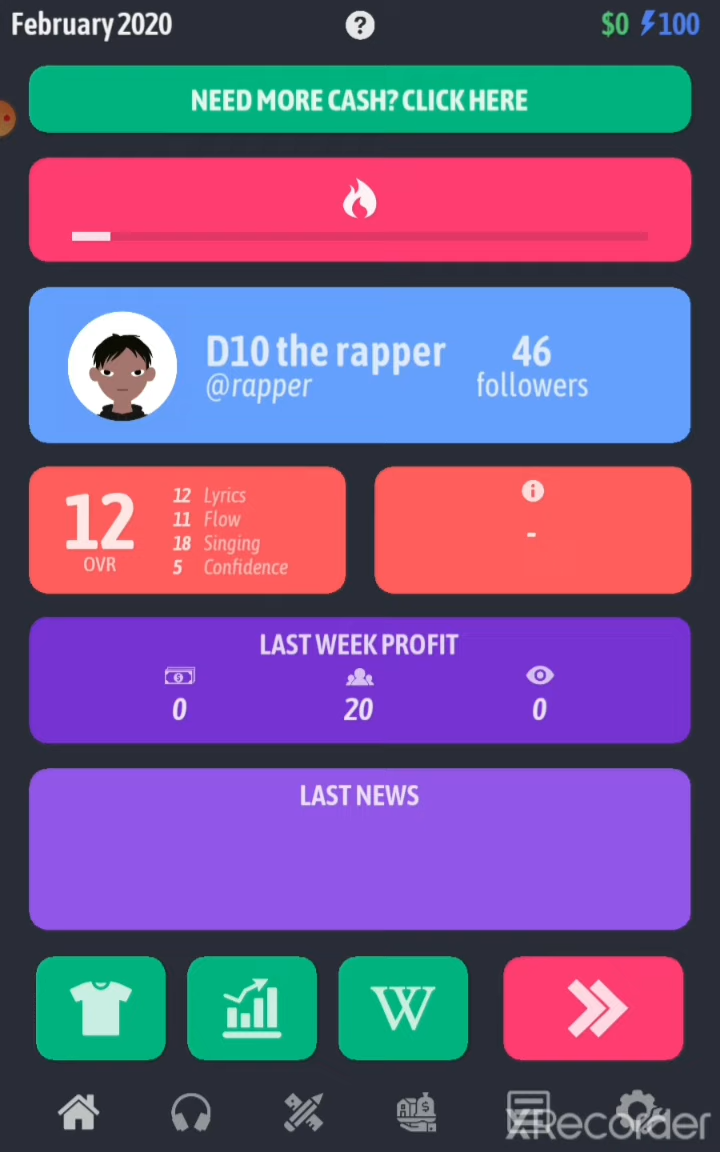 February 2020
?
$0
100
NEED MORE CASH? CLICK HERE
D10 the rapper
@rapper
46
followers
12
OVR
12 Lyrics
11 Flow
18 Singing
5 Confidence
i
-
LAST WEEK PROFIT
$
0
20
0
LAST NEWS
W
$
XRecorder